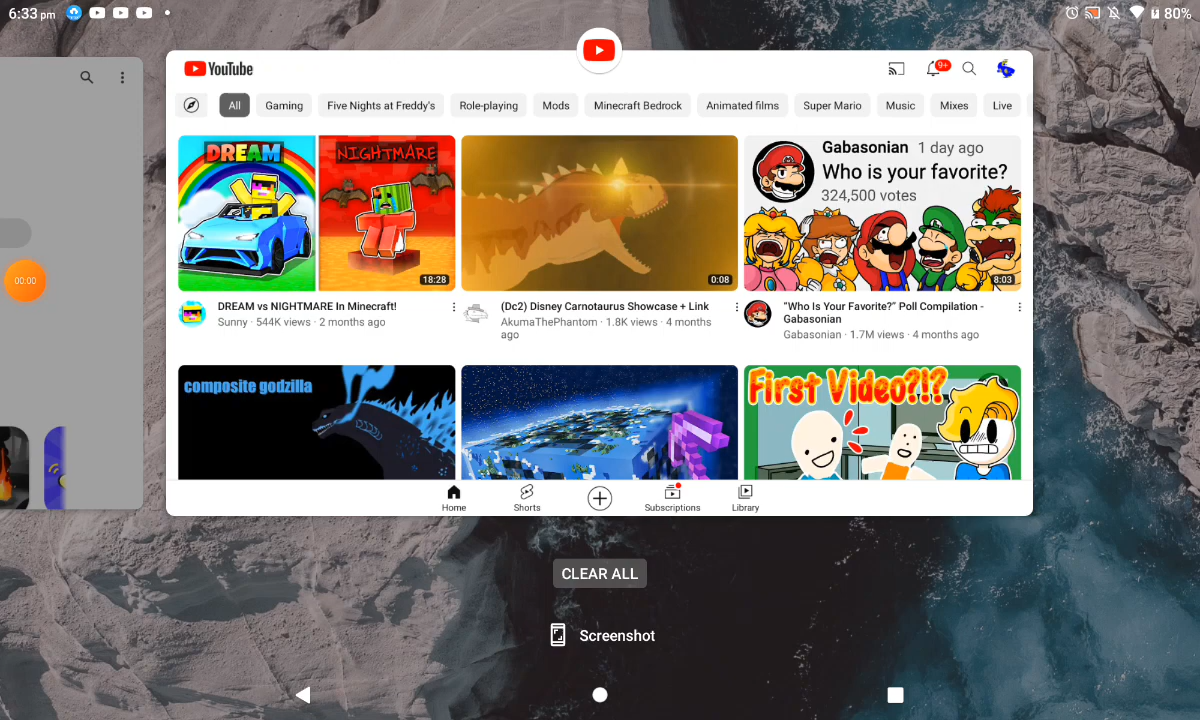 6:33 pm
80%
YouTube
9+
All
Gaming
Five Nights at Freddy's
Role-playing
Mods
Minecraft Bedrock
Animated films
Super Mario
Music
Mixes
Live
DREAM
NIGHTMARE
18:28
0:08
Gabasonian 1 day ago
Who is your favorite?
324,500 votes
8:03
00:00
DREAM vs NIGHTMARE In Minecraft!
Sunny · 544K views · 2 months ago
(Dc2) Disney Carnotaurus Showcase + Link
AkumaThePhantom · 1.8K views · 4 months
ago
"Who Is Your Favorite?" Poll Compilation -
Gabasonian
Gabasonian · 1.7M views · 4 months ago
composite godzilla
First Video?!?
Home
Shorts
Subscriptions
Library
CLEAR ALL
Screenshot